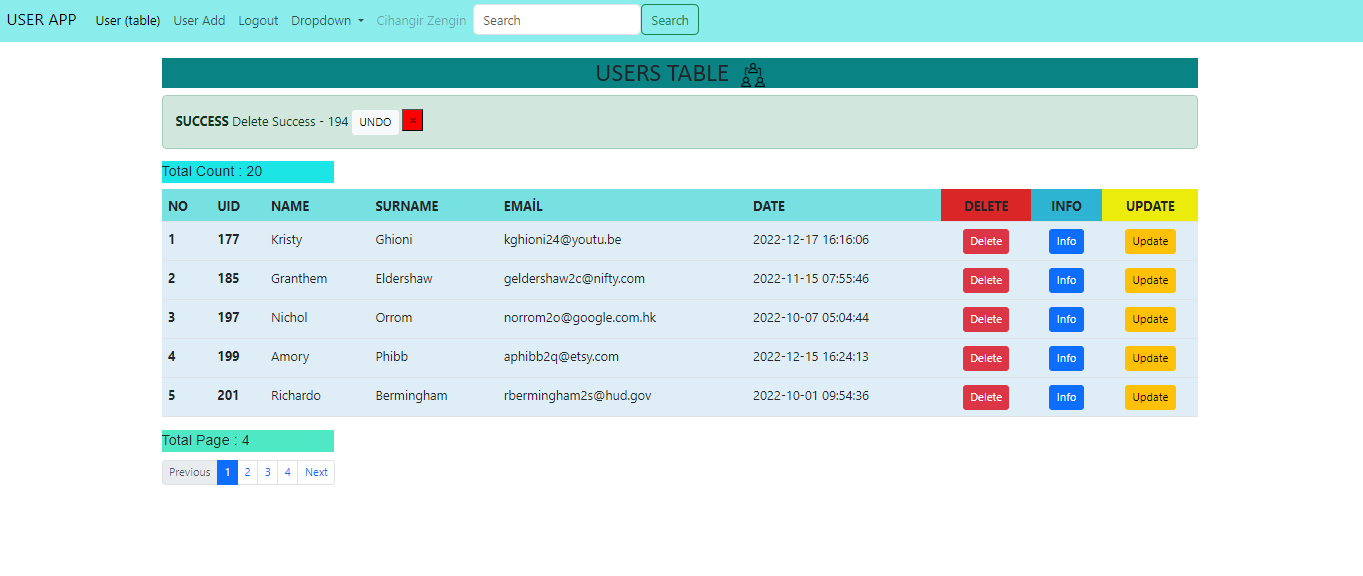 USER APP User (table) User Add Logout Dropdown Cihangir Zengin Search Search
USERS TABLE
SUCCESS Delete Success - 194 UNDO ×
Total Count : 20
NO UID NAME SURNAME EMAİL DATE DELETE INFO UPDATE
1 177 Kristy Ghioni kghioni24@youtu.be 2022-12-17 16:16:06 Delete Info Update
2 185 Granthem Eldershaw geldershaw2c@nifty.com 2022-11-15 07:55:46 Delete Info Update
3 197 Nichol Orrom norrom2o@google.com.hk 2022-10-07 05:04:44 Delete Info Update
4 199 Amory Phibb aphibb2q@etsy.com 2022-12-15 16:24:13 Delete Info Update
5 201 Richardo Bermingham rbermingham2s@hud.gov 2022-10-01 09:54:36 Delete Info Update
Total Page : 4
Previous 1 2 3 4 Next